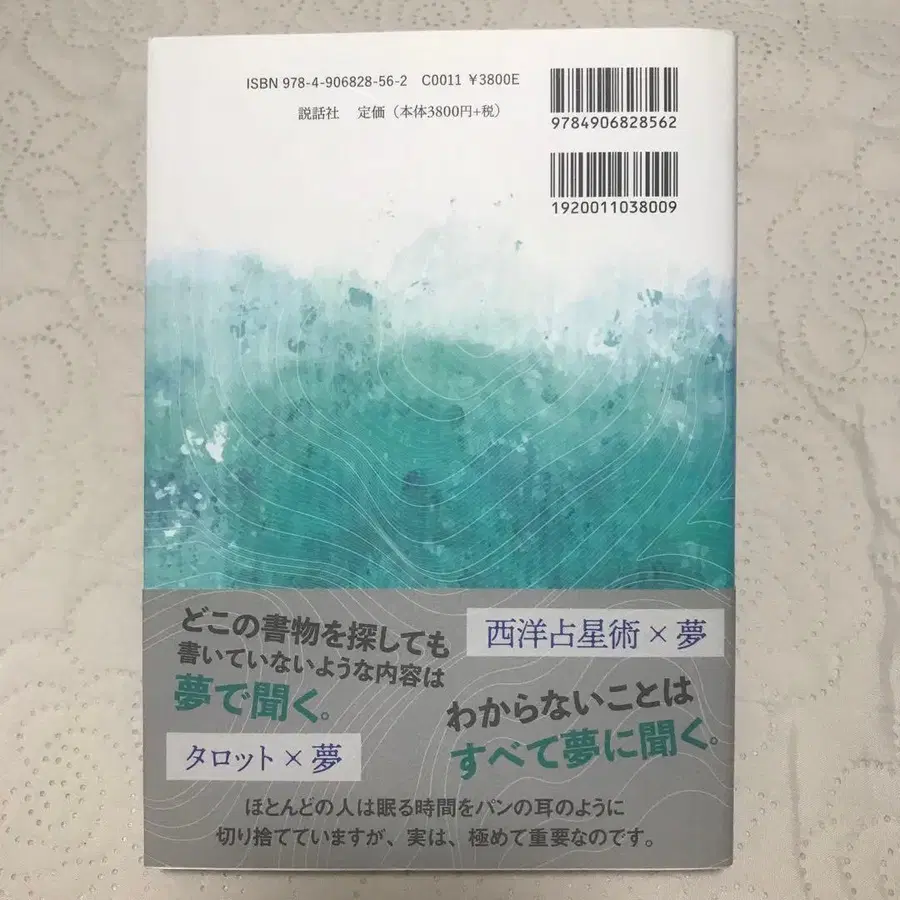 ISBN 978-4-906828-56-2 C0011 ¥3800E
説話社 定価（本体3800円+税）
9784906828562
1920011038009
どこの書物を探しても
書いていないような内容は
夢で聞く。
西洋占星術×夢
わからないことは
すべて夢に聞く。
タロット×夢
ほとんどの人は眠る時間をパンの耳のように
切り捨てていますが、実は、極めて重要なのです。